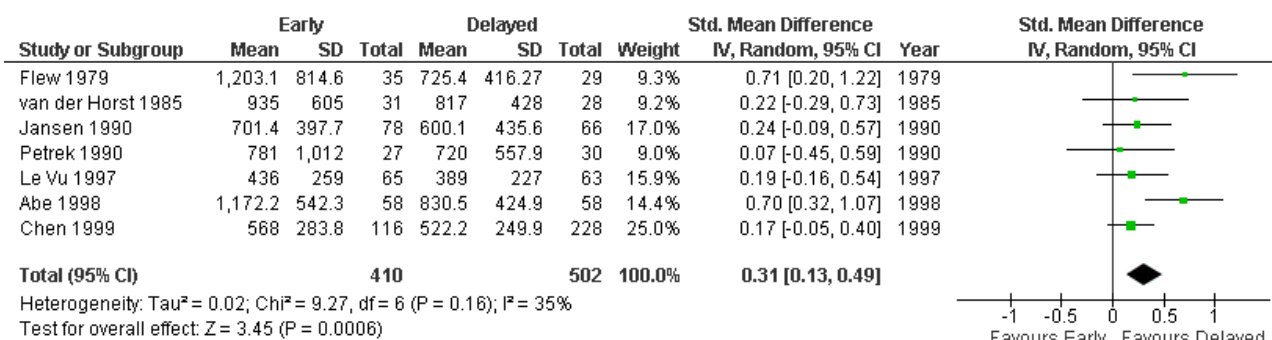 Early Delayed Std. Mean Difference Std. Mean Difference
Study or Subgroup Mean SD Total Mean SD Total Weight IV, Random, 95% CI Year IV, Random, 95% CI
Flew 1979 1,203.1 814.6 35 725.4 416.27 29 9.3% 0.71 [0.20, 1.22] 1979
van der Horst 1985 935 605 31 817 428 28 9.2% 0.22 [-0.29, 0.73] 1985
Jansen 1990 701.4 397.7 78 600.1 435.6 66 17.0% 0.24 [-0.09, 0.57] 1990
Petrek 1990 781 1,012 27 720 557.9 30 9.0% 0.07 [-0.45, 0.59] 1990
Le Vu 1997 436 259 65 389 227 63 15.9% 0.19 [-0.16, 0.54] 1997
Abe 1998 1,172.2 542.3 58 830.5 424.9 58 14.4% 0.70 [0.32, 1.07] 1998
Chen 1999 568 283.8 116 522.2 249.9 228 25.0% 0.17 [-0.05, 0.40] 1999
Total (95% CI) 410 502 100.0% 0.31 [0.13, 0.49]
Heterogeneity: Tau² = 0.02; Chi² = 9.27, df = 6 (P = 0.16); I² = 35%
Test for overall effect: Z = 3.45 (P = 0.0006)
-1 -0.5 0 0.5 1
Favours Early Favours Delayed